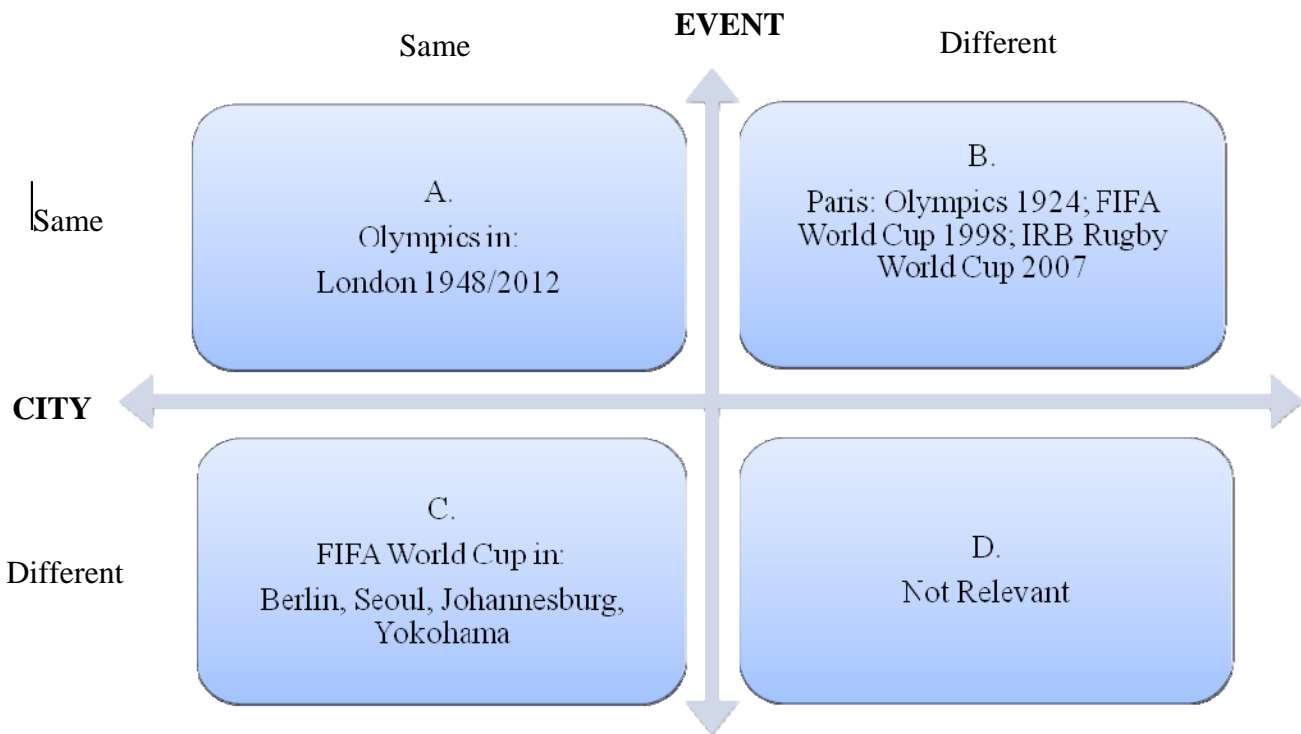 EVENT
Same
Different
A.
Olympics in:
London 1948/2012
B.
Paris: Olympics 1924; FIFA
World Cup 1998; IRB Rugby
World Cup 2007
Same
CITY
C.
FIFA World Cup in:
Berlin, Seoul, Johannesburg,
Yokohama
D.
Not Relevant
Different